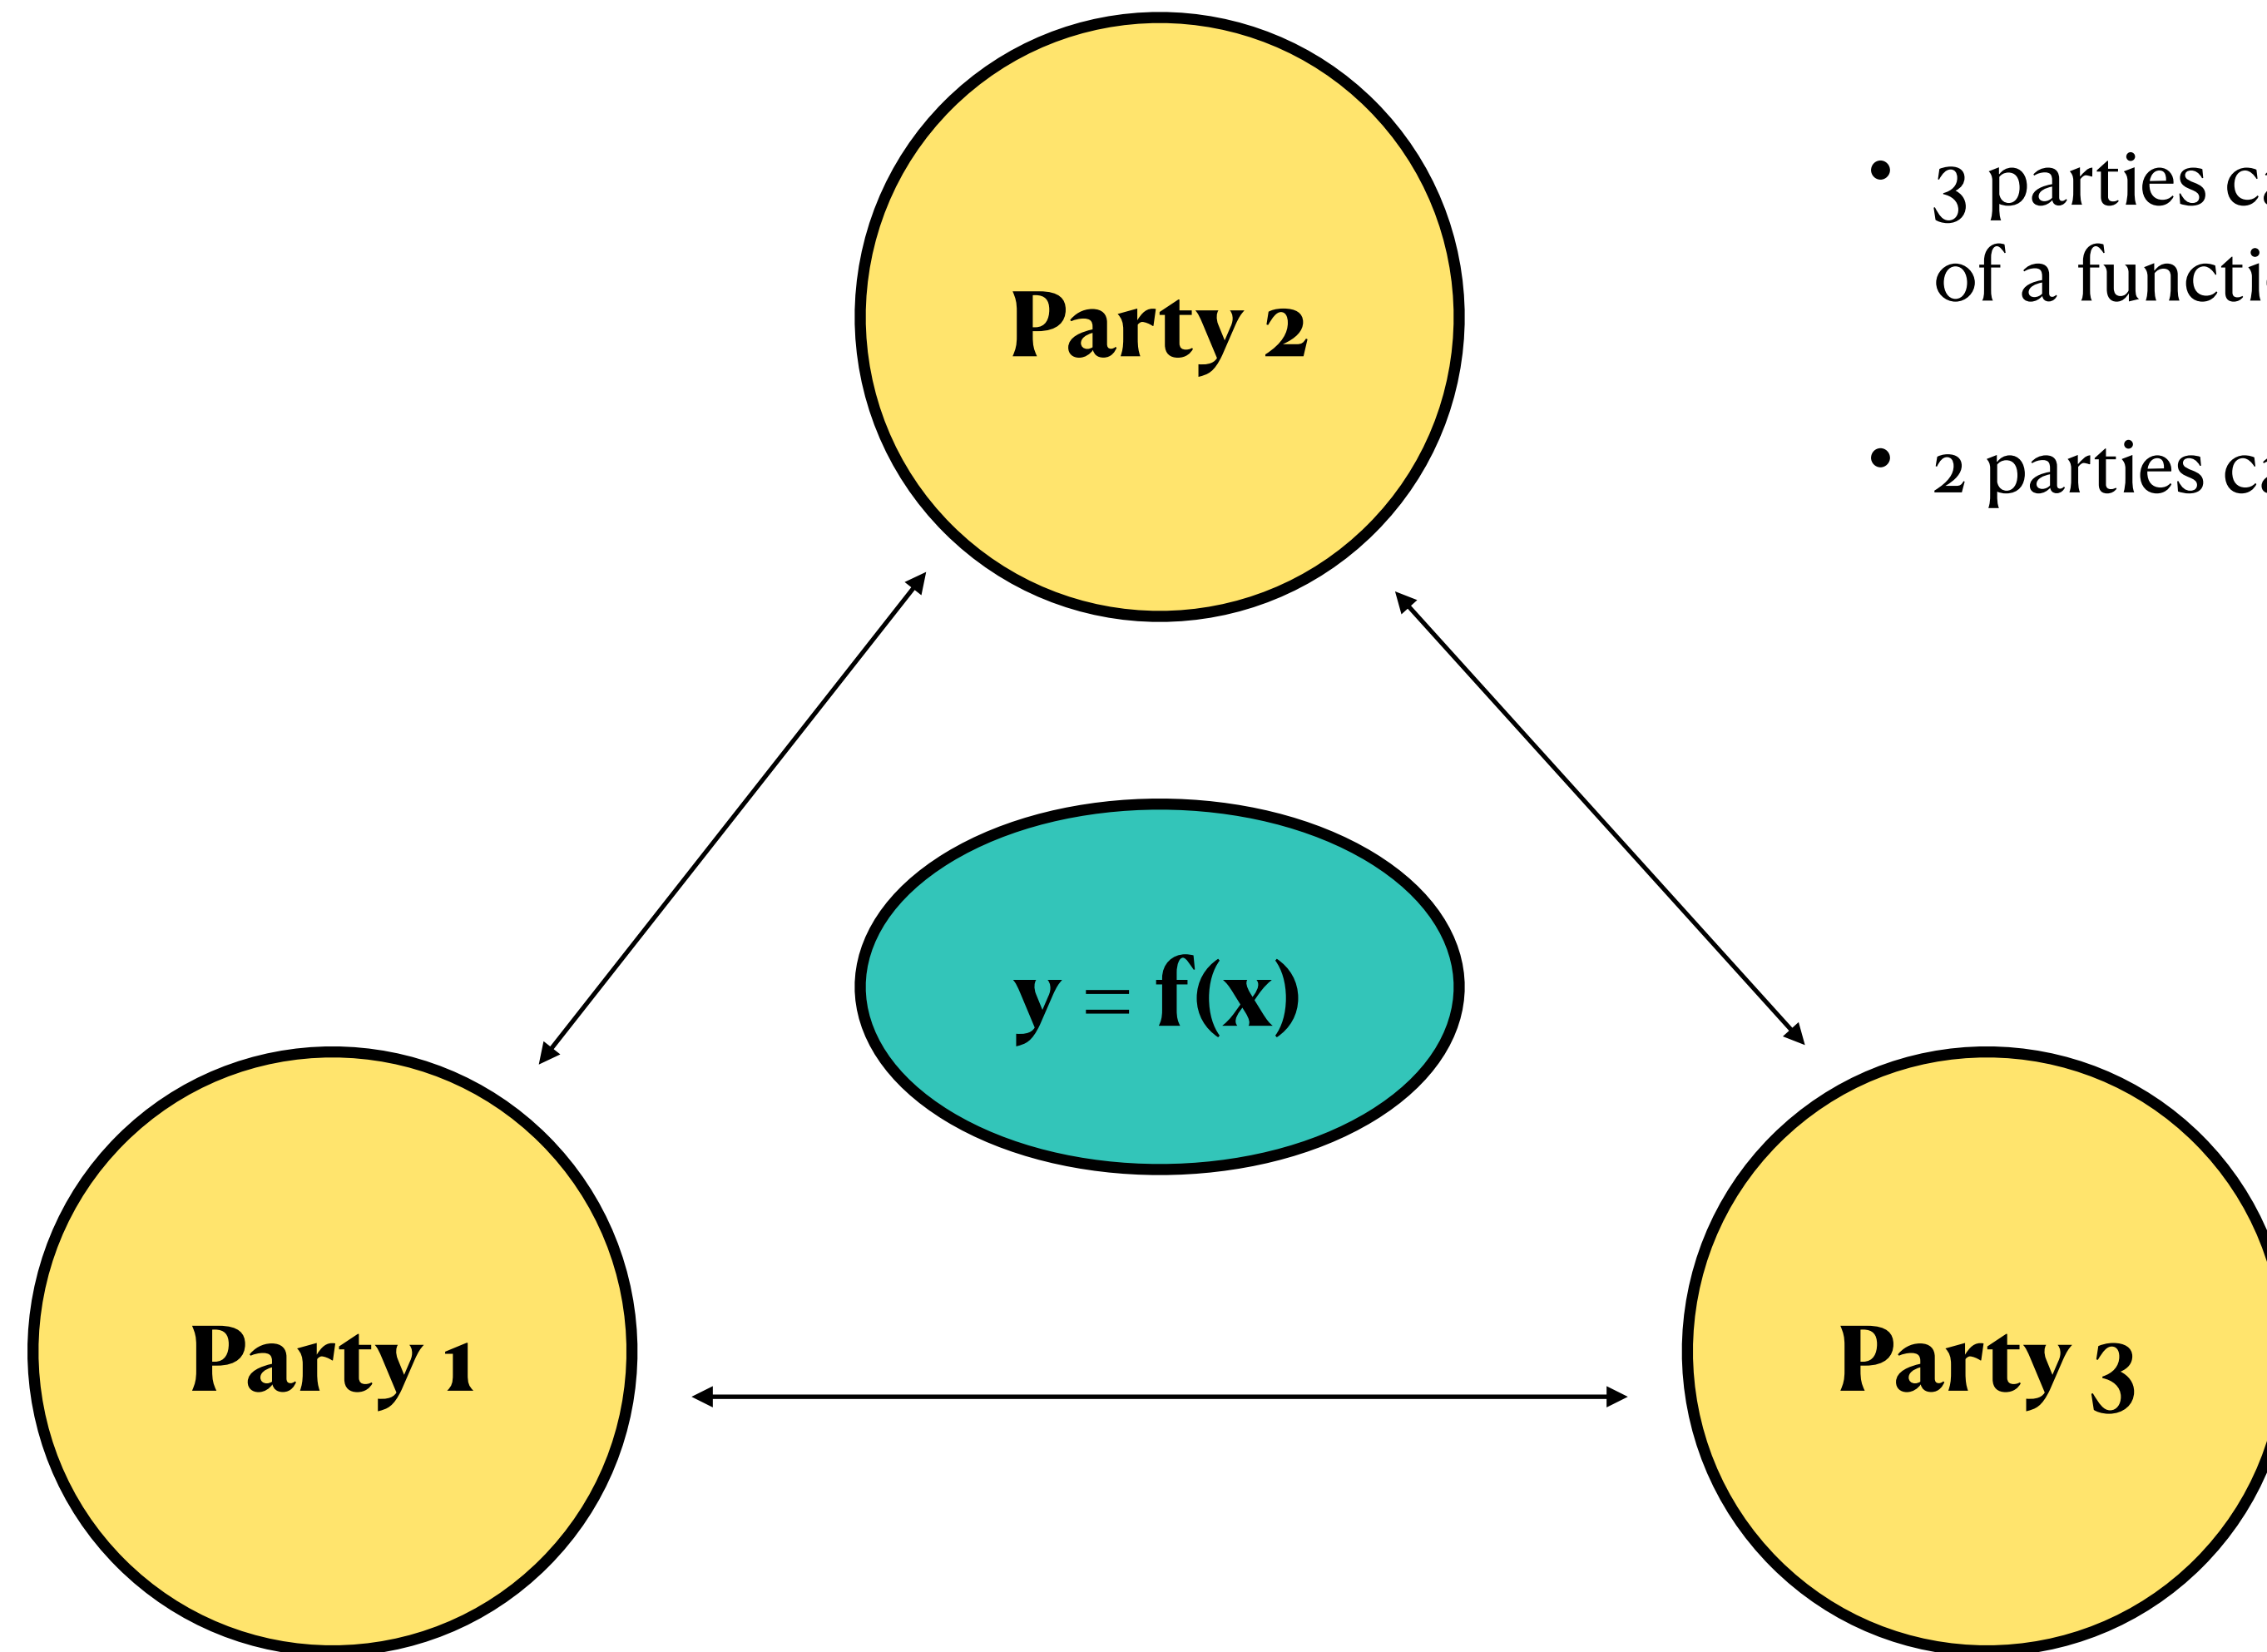 Party 2
• 3 parties
of a
• 2 parties
y = f(x)
Party 1
Party 3